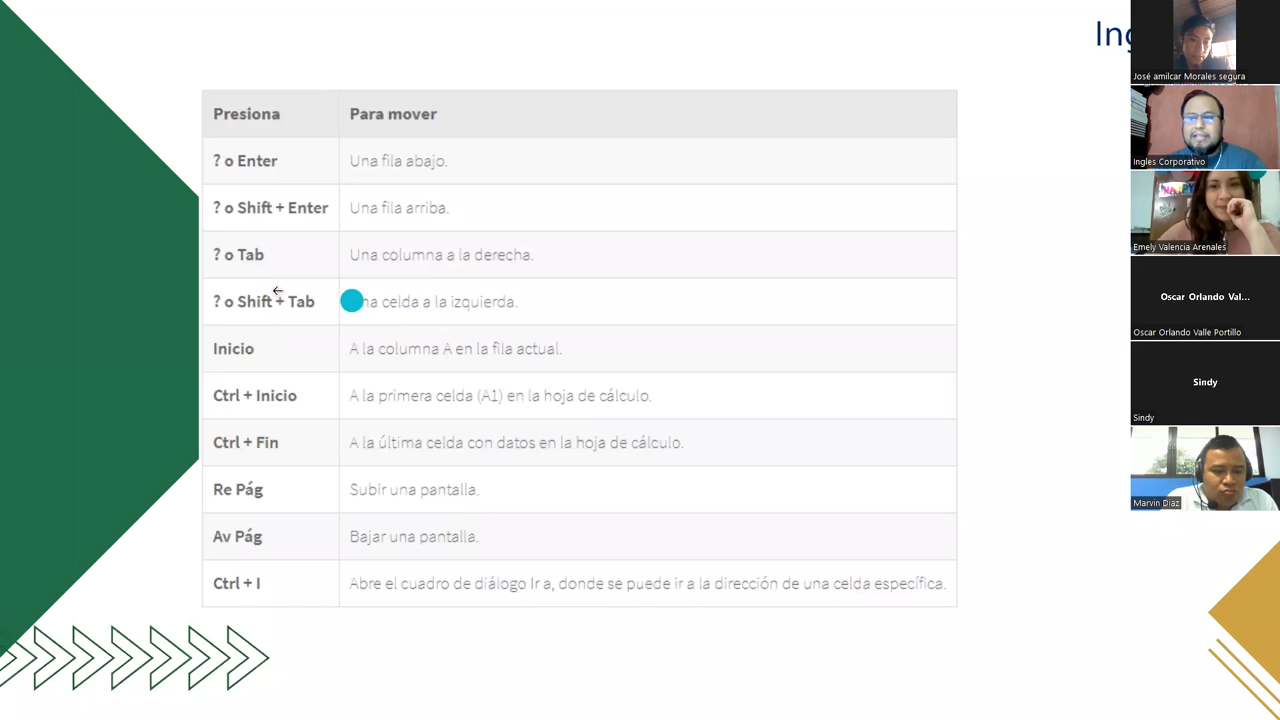 Ing
Presiona Para mover
? o Enter Una fila abajo.
? o Shift + Enter Una fila arriba.
? o Tab Una columna a la derecha.
? o Shift + Tab na celda a la izquierda.
Inicio A la columna A en la fila actual.
Ctrl + Inicio A la primera celda (A1) en la hoja de cálculo.
Ctrl + Fin A la última celda con datos en la hoja de cálculo.
Re Pág Subir una pantalla.
Av Pág Bajar una pantalla.
Ctrl + I Abre el cuadro de diálogo Ir a, donde se puede ir a la dirección de una celda específica.
José amilcar Morales segura
Ingles Corporativo
Emely Valencia Arenales
Oscar Orlando Val...
Oscar Orlando Valle Portillo
Sindy
Sindy
Marvin Diaz